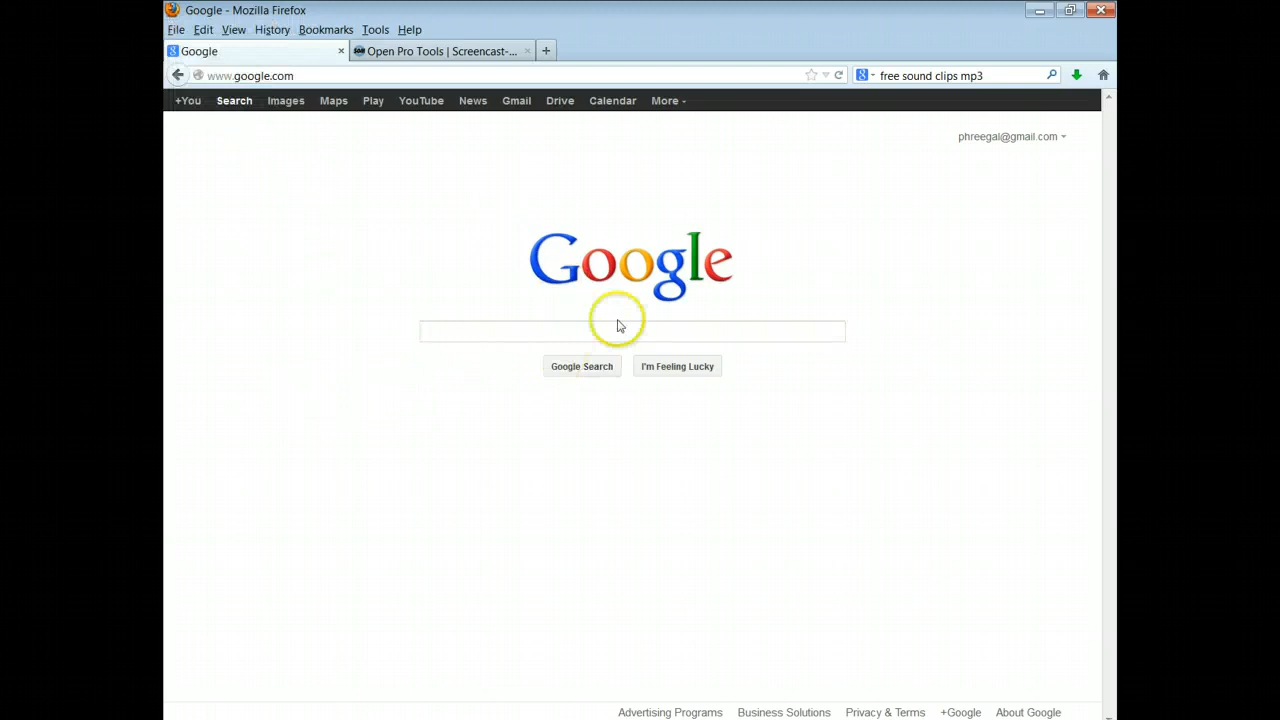 Google - Mozilla Firefox
File Edit View History Bookmarks Tools Help
Google Open Pro Tools | Screencast-...
www.google.com free sound clips mp3
+You Search Images Maps Play YouTube News Gmail Drive Calendar More
phreegal@gmail.com
Google
Google Search I'm Feeling Lucky
Advertising Programs Business Solutions Privacy & Terms +Google About Google